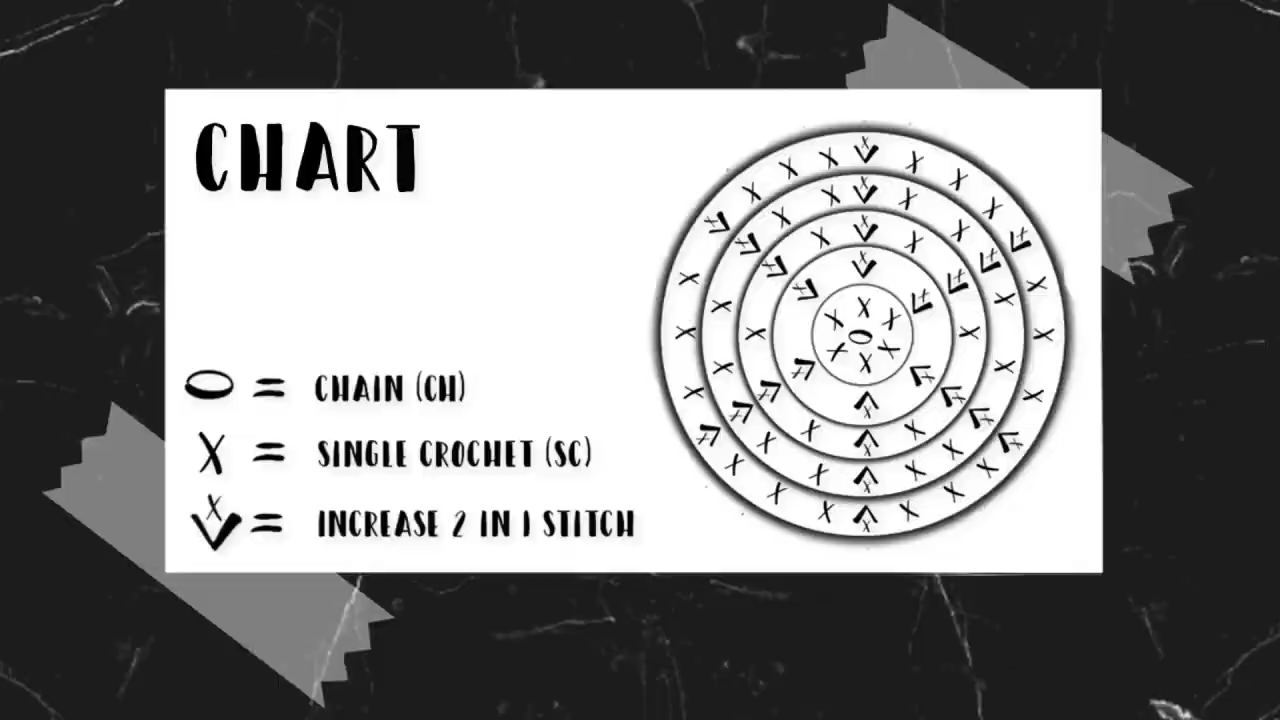 CHART
= CHAIN (CH)
X = SINGLE CROCHET (SC)
= INCREASE 2 IN 1 STITCH